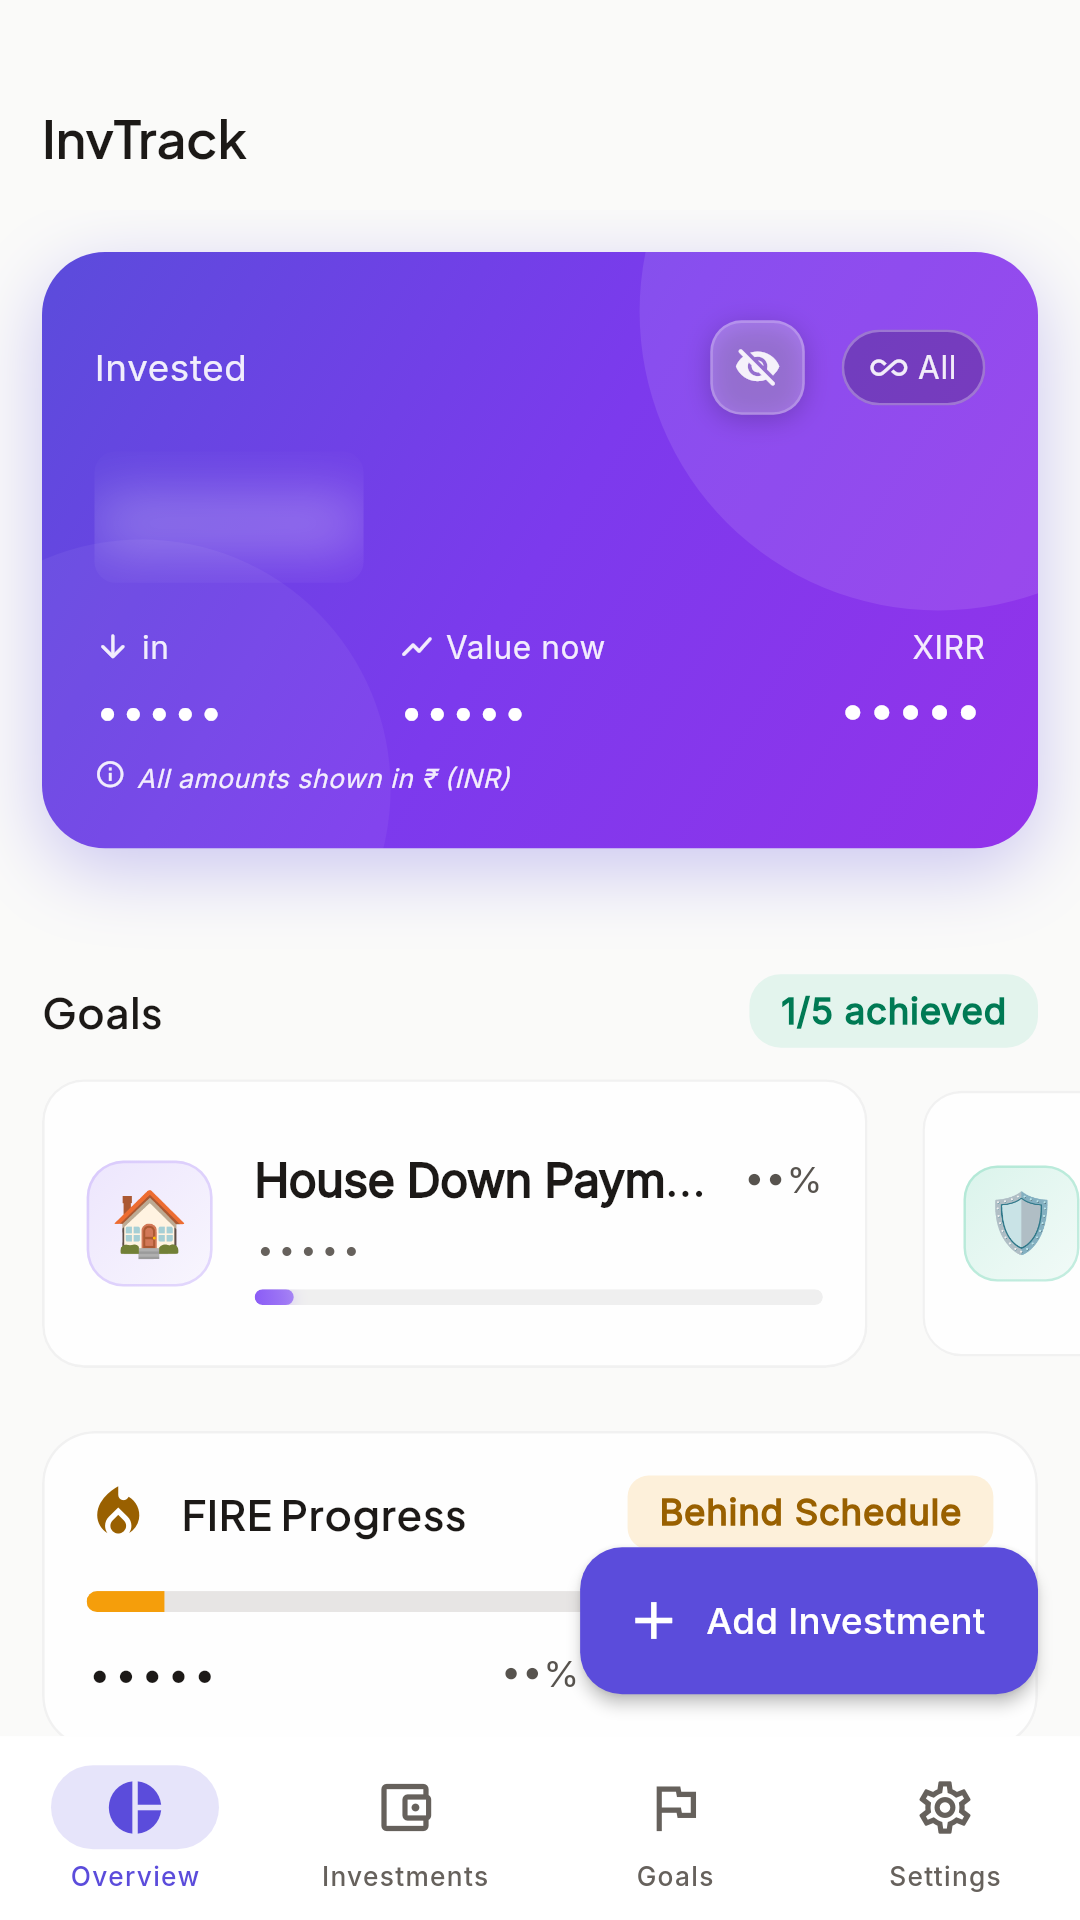 InvTrack
Invested
All
in
Value now
XIRR
•••••
•••••
•••••
All amounts shown in ₹ (INR)
Goals
1/5 achieved
House Down Paym...
••%
•••••
FIRE Progress
Behind Schedule
•••••
••%
Add Investment
Overview
Investments
Goals
Settings